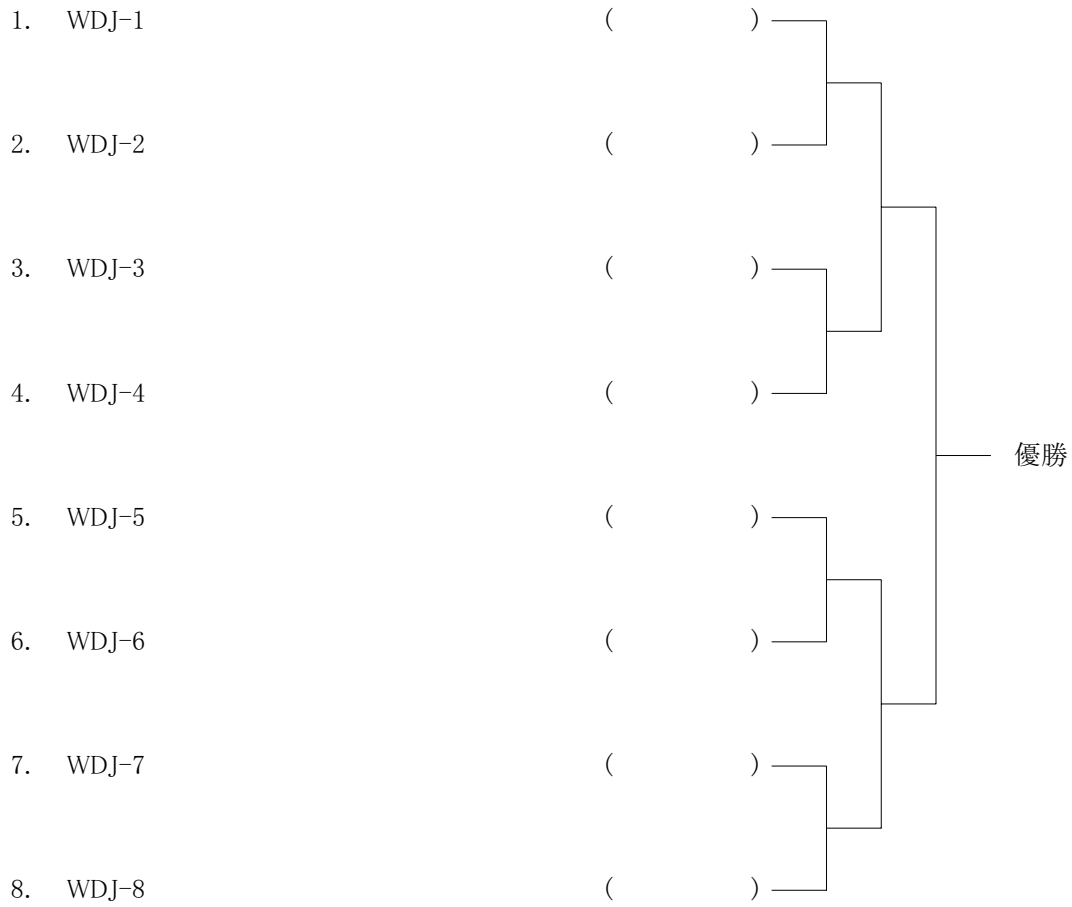 1. WDJ-1 ( )
2. WDJ-2 ( )
3. WDJ-3 ( )
4. WDJ-4 ( )
優勝
5. WDJ-5 ( )
6. WDJ-6 ( )
7. WDJ-7 ( )
8. WDJ-8 ( )